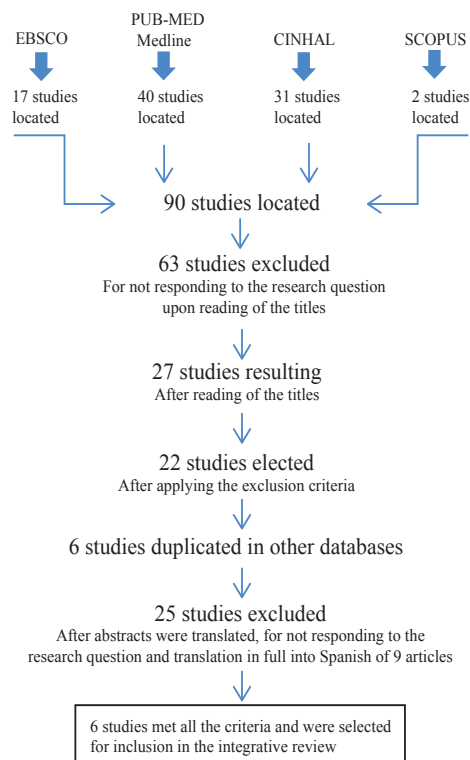 EBSCO
PUB-MED
Medline
CINHAL
SCOPUS
17 studies
located
40 studies
located
31 studies
located
2 studies
located
90 studies located
63 studies excluded
For not responding to the research question
upon reading of the titles
27 studies resulting
After reading of the titles
22 studies elected
After applying the exclusion criteria
6 studies duplicated in other databases
25 studies excluded
After abstracts were translated, for not responding to the
research question and translation in full into Spanish of 9 articles
6 studies met all the criteria and were selected
for inclusion in the integrative review